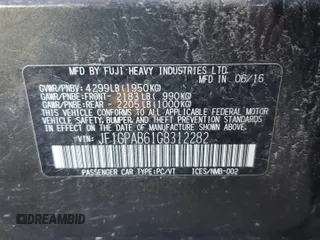 MFD. BY FUJI HEAVY INDUSTRIES LTD.
IN 06/16
GVWR/PNBV: 4299LB(1950KG)
GAWR/PNBE:FRONT - 2183LB( 990KG)
GAWR/PNBE:REAR - 2205LB(1000KG)
THIS VEHICLE CONFORMS TO ALL
APPLICABLE FEDERAL MOTOR VEHICLE
SAFETY, BUMPER, AND THEFT
PREVENTION STANDARDS IN EFFECT
ON THE DATE OF MANUFACTURE SHOWN
ABOVE.
VIN: JF1GPAB61G8312282
PASSENGER CAR TYPE:PC/VT ICES/NMB-002
DREAMBID